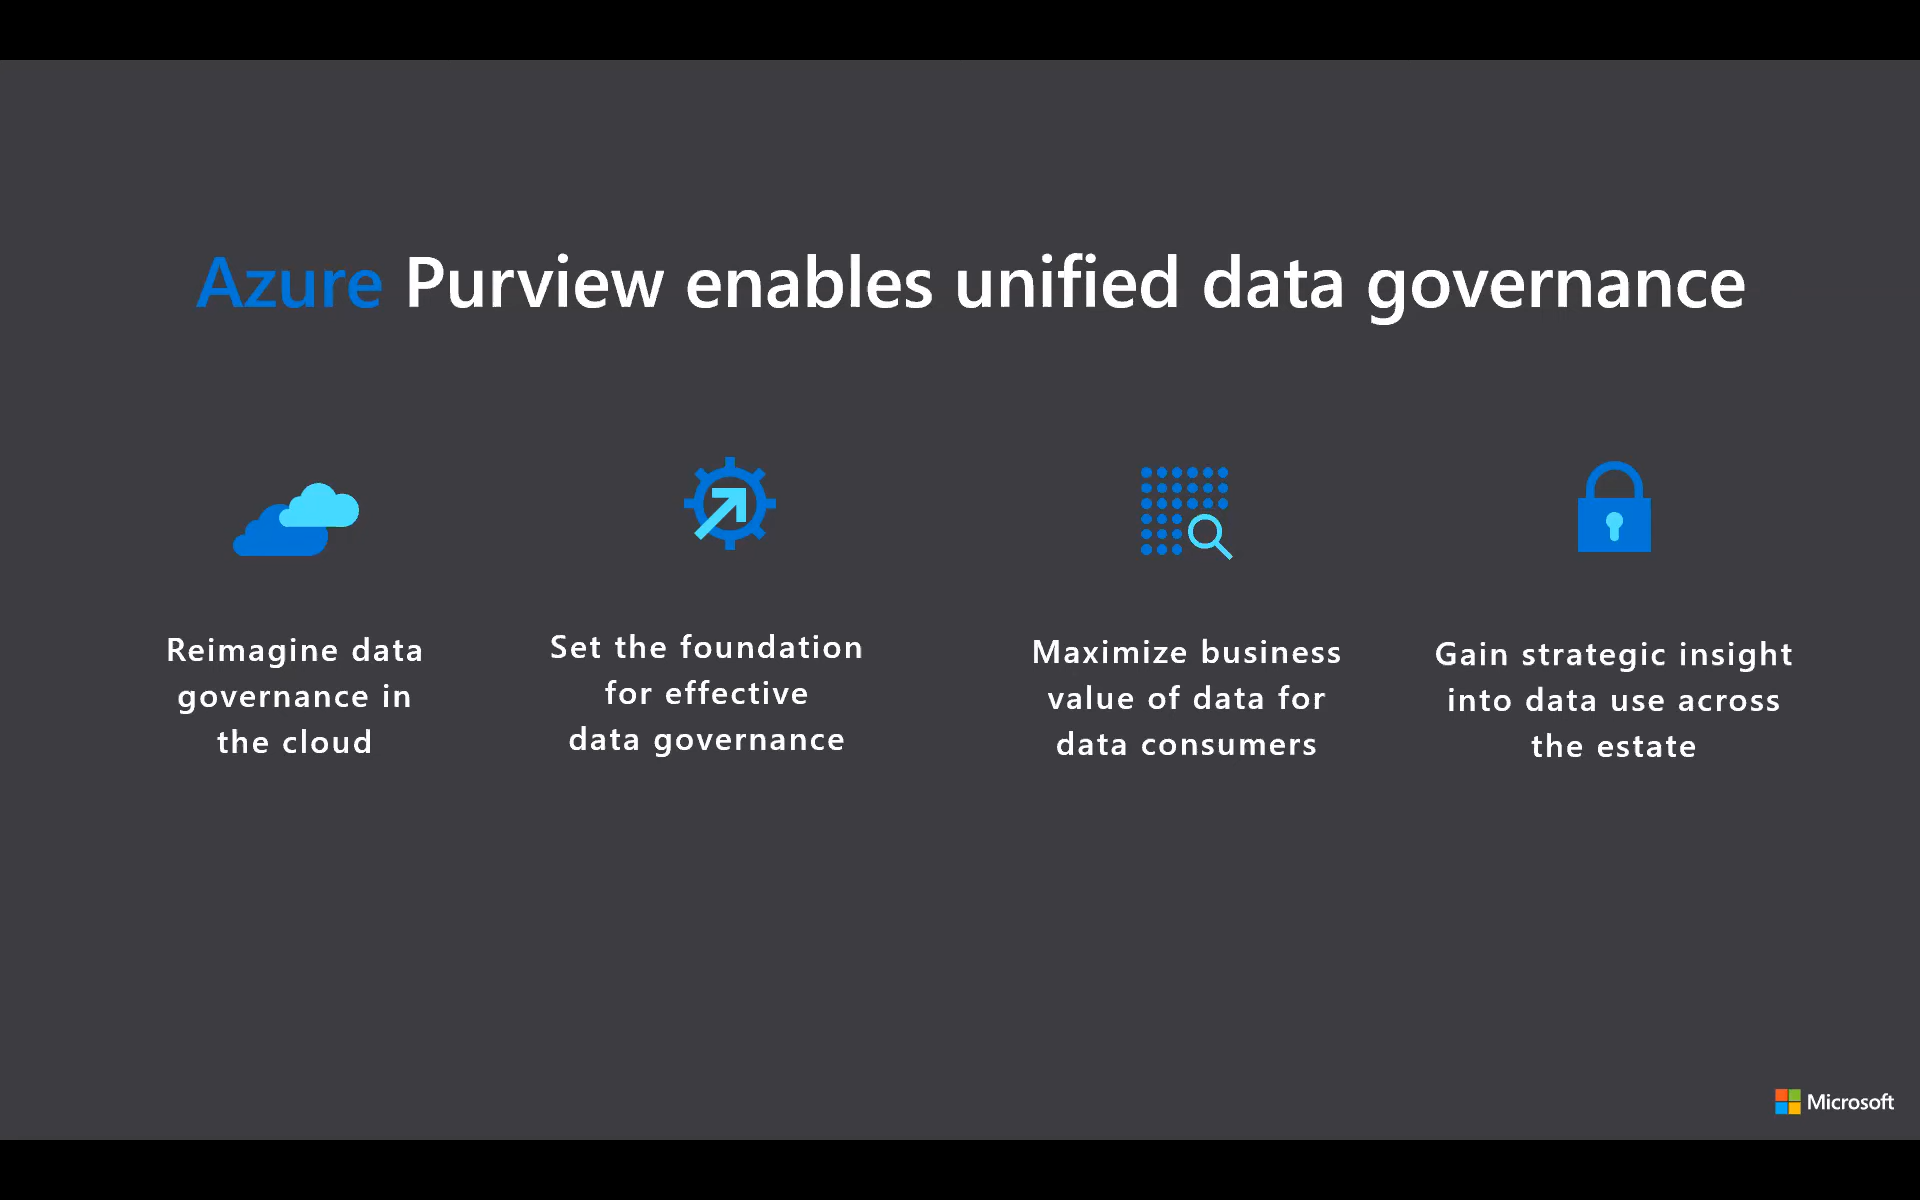 Azure Purview enables unified data governance
Reimagine data
governance in
the cloud
Set the foundation
for effective
data governance
Maximize business
value of data for
data consumers
Gain strategic insight
into data use across
the estate
Microsoft